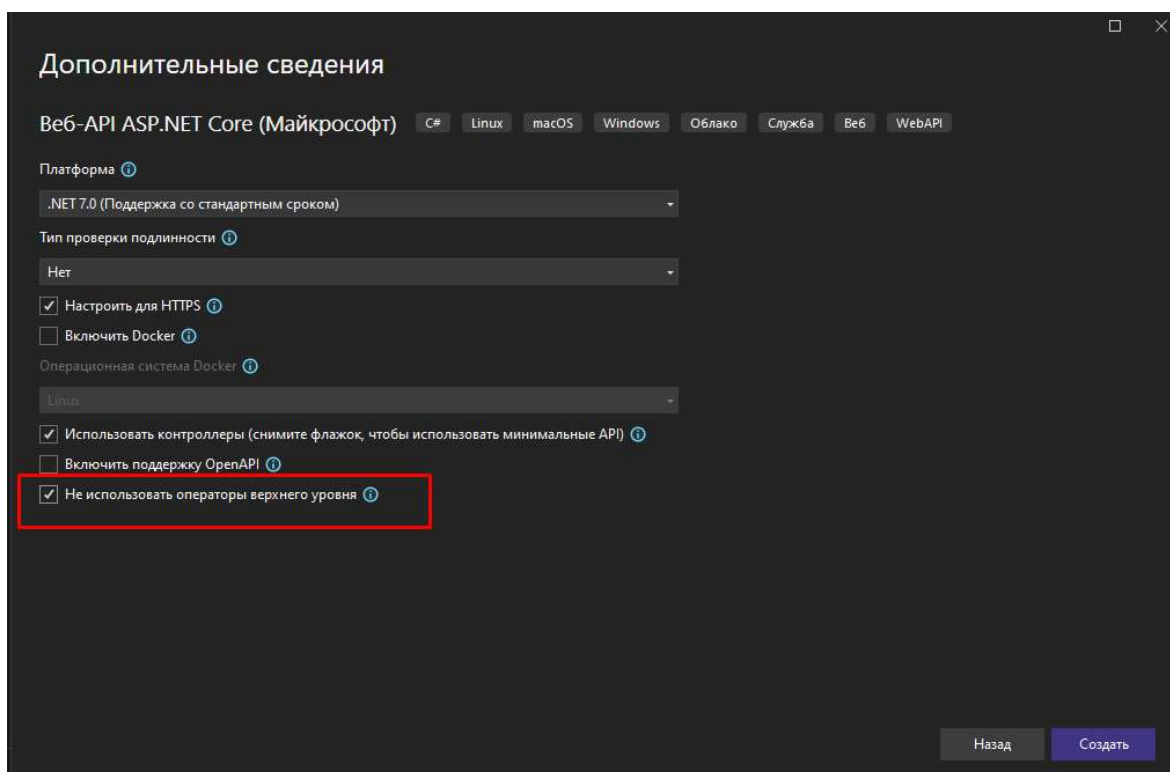 Дополнительные сведения
Веб-API ASP.NET Core (Майкрософт) C# Linux macOS Windows Облако Служба Веб WebAPI
Платформа
.NET 7.0 (Поддержка со стандартным сроком)
Тип проверки подлинности
Нет
Настроить для HTTPS
Включить Docker
Операционная система Docker
Linux
Использовать контроллеры (снимите флажок, чтобы использовать минимальные API)
Включить поддержку OpenAPI
Не использовать операторы верхнего уровня
Назад Создать